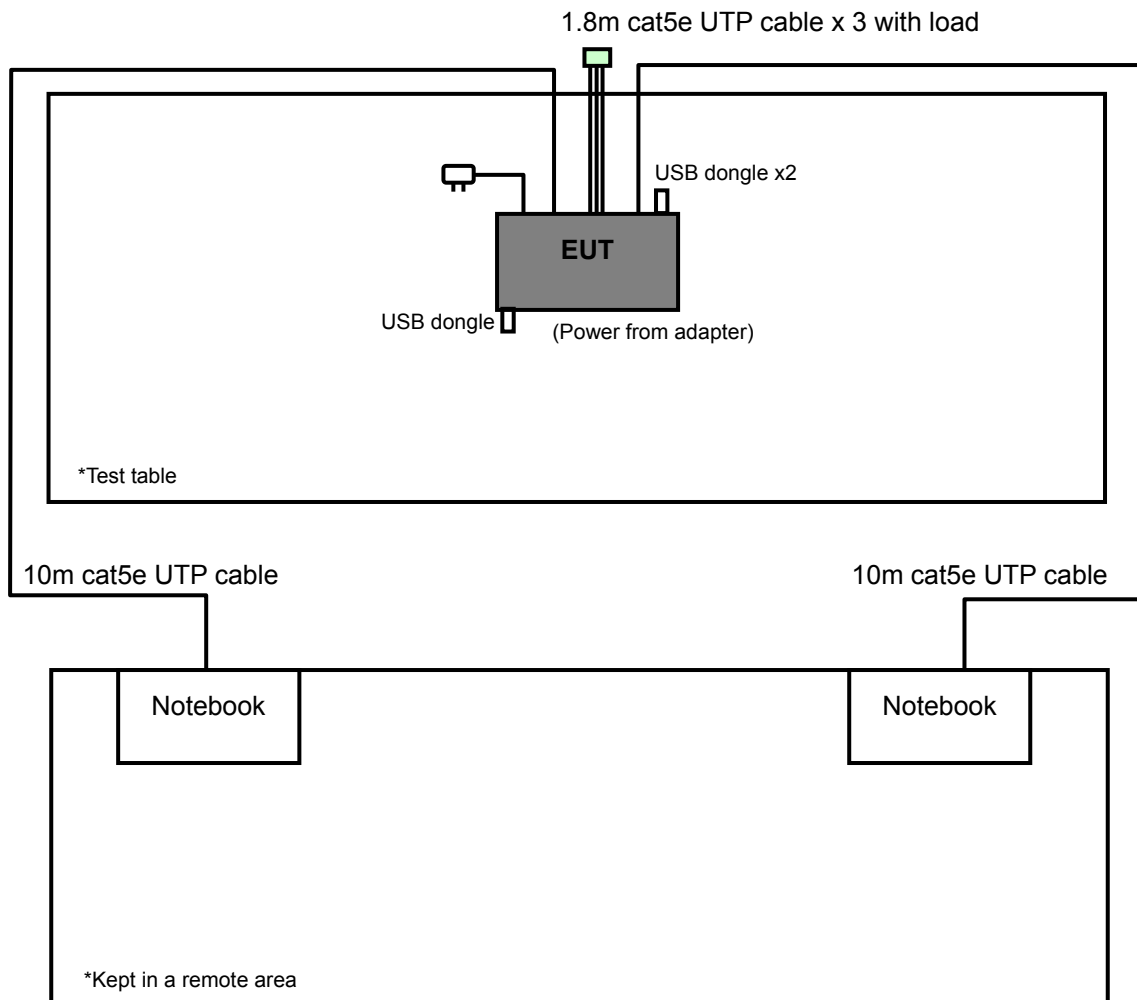 1.8m cat5e UTP cable x 3 with load
USB dongle x2
EUT
USB dongle
(Power from adapter)
*Test table
10m cat5e UTP cable
10m cat5e UTP cable
Notebook
Notebook
*Kept in a remote area